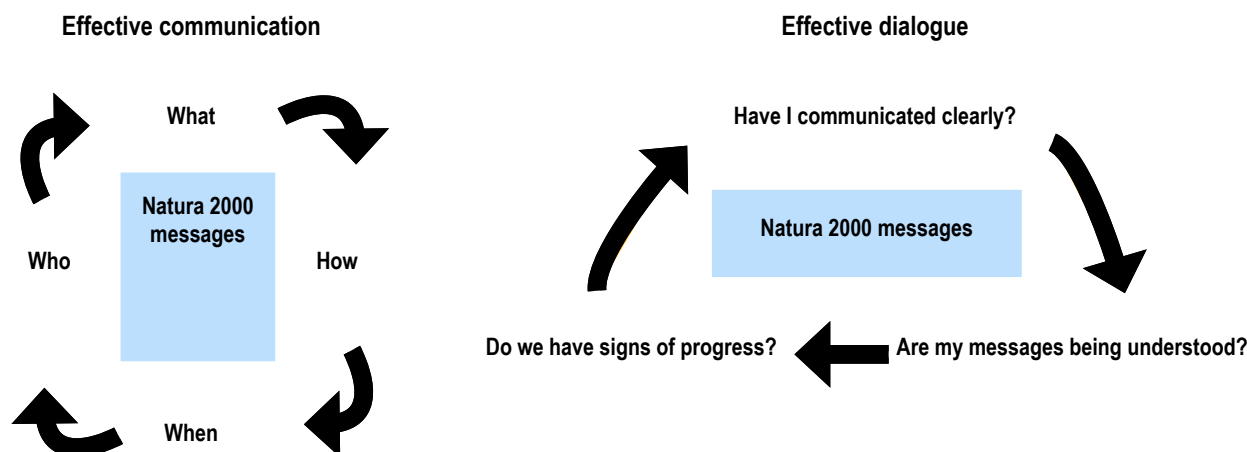 Effective communication
What
Natura 2000
messages
Who
How
When
Effective dialogue
Have I communicated clearly?
Natura 2000 messages
Do we have signs of progress?
Are my messages being understood?